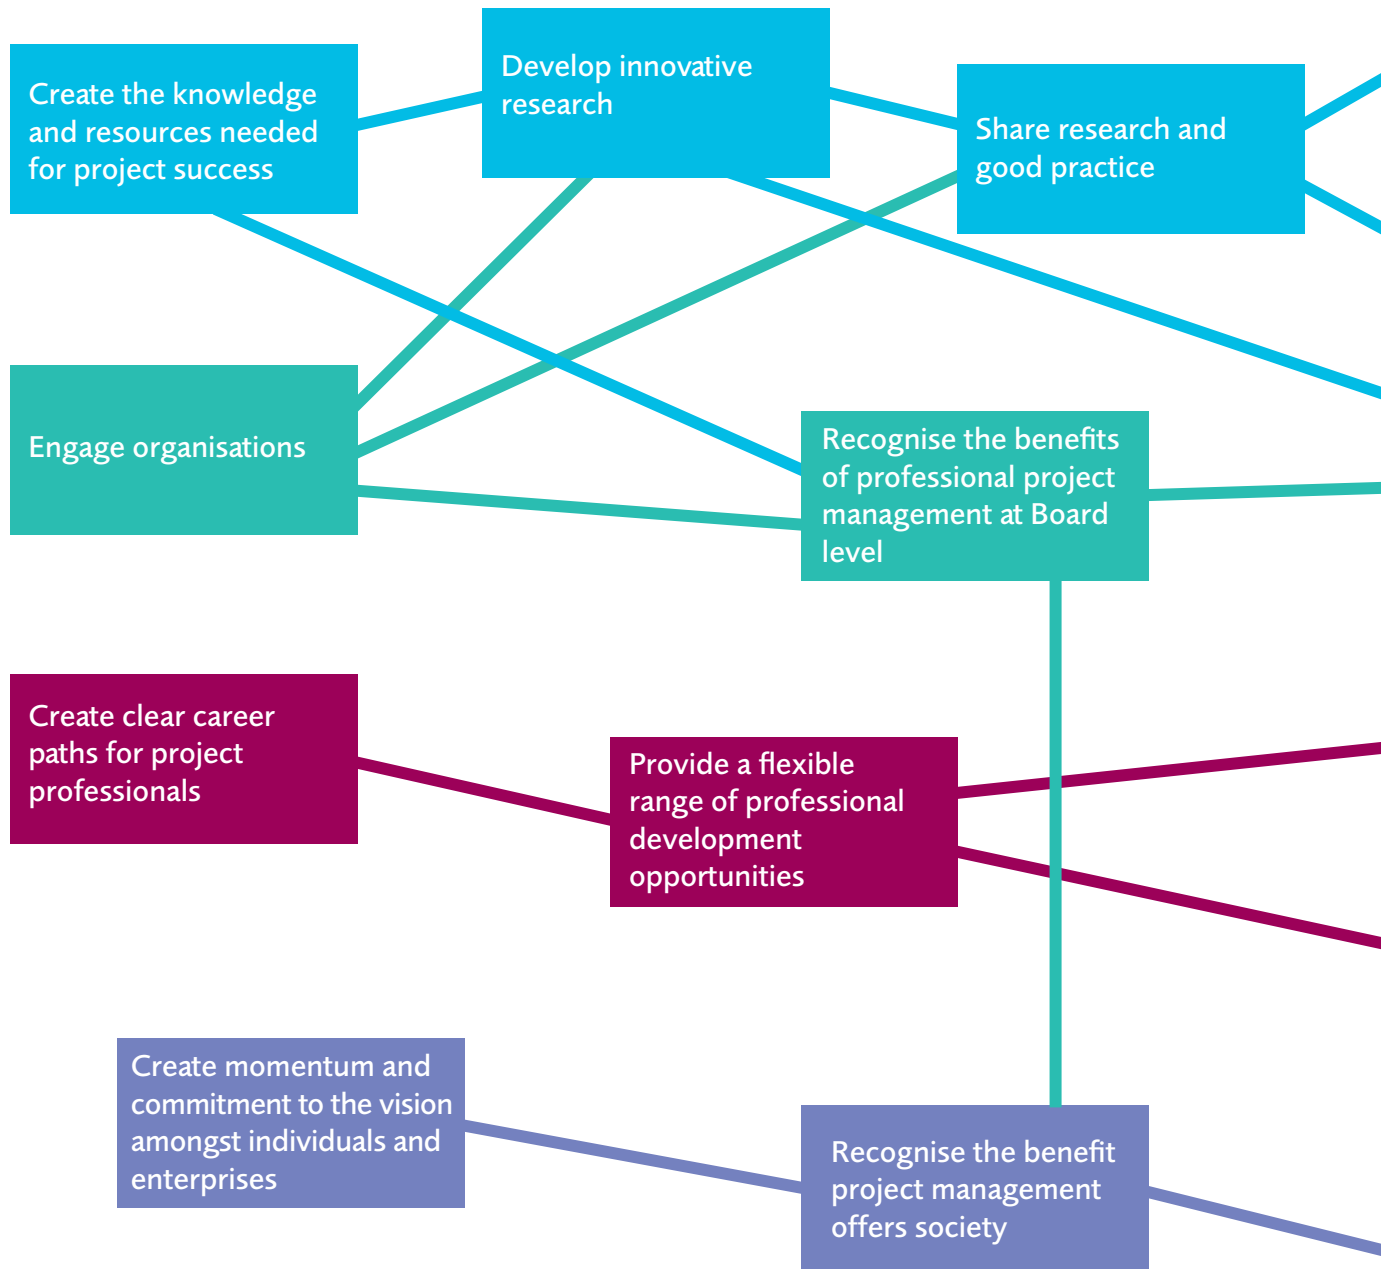 Create the knowledge
and resources needed
for project success
Develop innovative
research
Share research and
good practice
Engage organisations
Recognise the benefits
of professional project
management at Board
level
Create clear career
paths for project
professionals
Provide a flexible
range of professional
development
opportunities
Create momentum and
commitment to the vision
amongst individuals and
enterprises
Recognise the benefit
project management
offers society